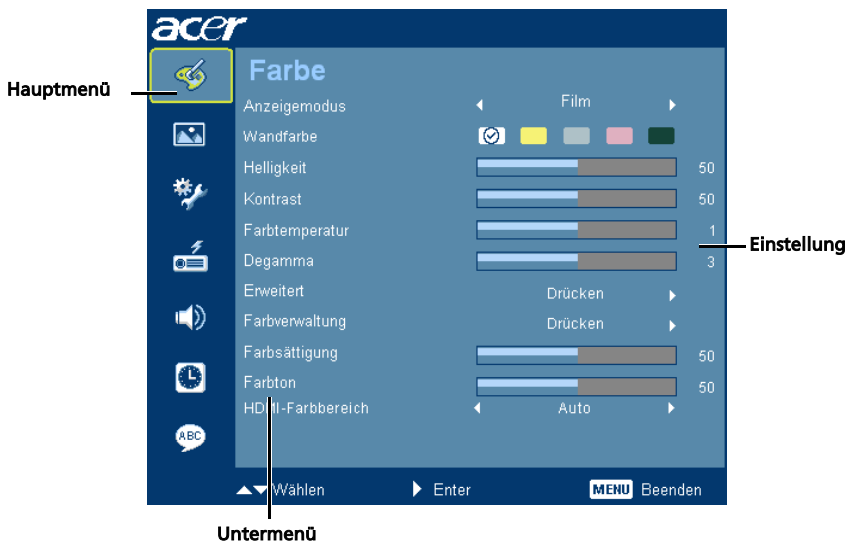 acer
Farbe
Hauptmenü
Anzeigemodus Film
Wandfarbe
Helligkeit 50
Kontrast 50
Farbtemperatur 1
Einstellung
Degamma 3
Erweitert Drücken
Farbverwaltung Drücken
Farbsättigung 50
Farbton 50
HDMI-Farbbereich Auto
ABC
Wählen Enter MENU Beenden
Untermenü